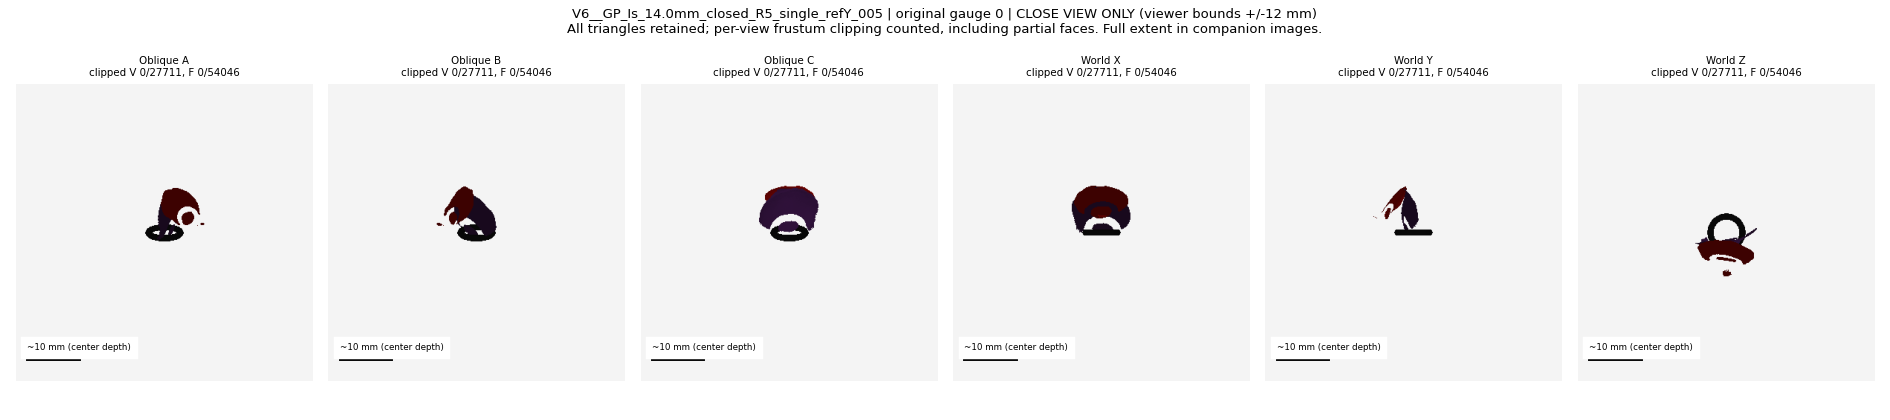 V6__GP_Is_14.0mm_closed_R5_single_refY_005 | original gauge 0 | CLOSE VIEW ONLY (viewer bounds +/-12 mm)
All triangles retained; per-view frustum clipping counted, including partial faces. Full extent in companion images.
Oblique A
clipped V 0/27711, F 0/54046
Oblique B
clipped V 0/27711, F 0/54046
Oblique C
clipped V 0/27711, F 0/54046
World X
clipped V 0/27711, F 0/54046
World Y
clipped V 0/27711, F 0/54046
World Z
clipped V 0/27711, F 0/54046
~10 mm (center depth)
~10 mm (center depth)
~10 mm (center depth)
~10 mm (center depth)
~10 mm (center depth)
~10 mm (center depth)